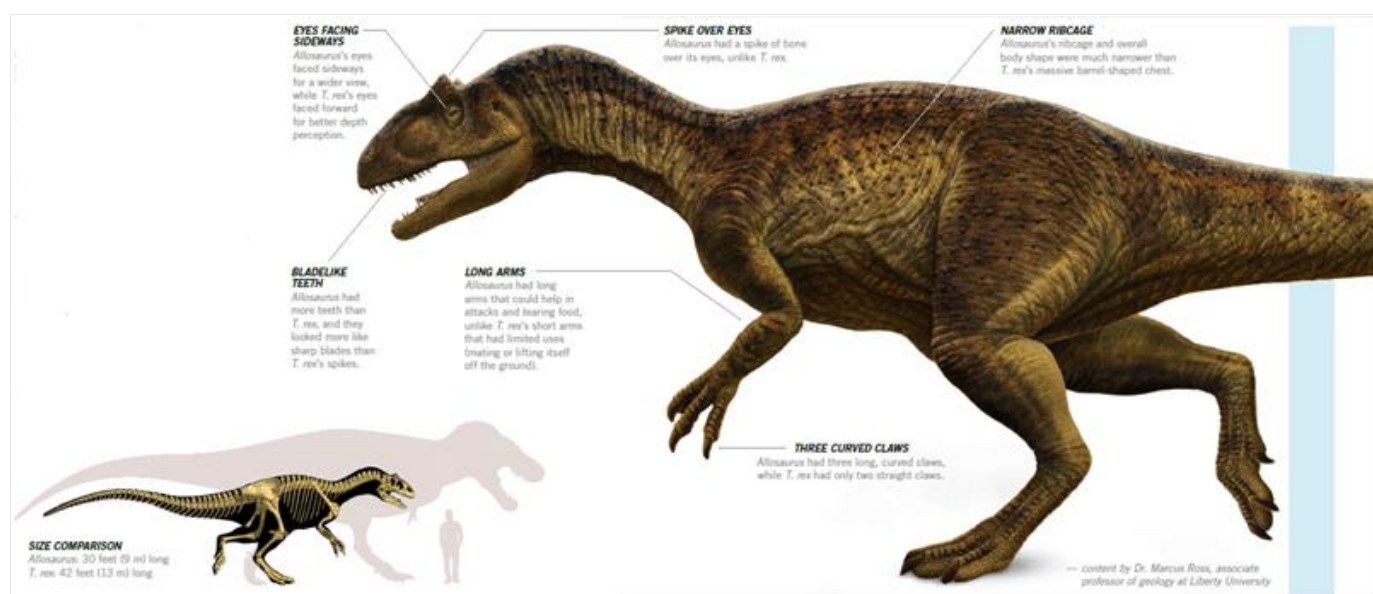 EYES FACING
SIDEWAYS
Allosaurus's eyes
faced sideways
for a wider view,
while T. rex's eyes
faced forward
for better depth
perception.
SPIKE OVER EYES
Allosaurus had a spike of bone
over its eyes, unlike T. rex
NARROW RIBCAGE
Allosaurus's ribcage and overall
body shape were much narrower than
T. rex's massive barrel-shaped chest.
BLADELIKE
TEETH
Allosaurus had
more teeth than
T. rex, and they
looked more like
sharp blades than
T. rex's spikes.
LONG ARMS
Allosaurus had long
arms that could help in
attacks and tearing food,
unlike T. rex's short arms
that had limited uses
(mating or lifting itself
off the ground).
THREE CURVED CLAWS
Allosaurus had three long, curved claws,
while T. rex had only two straight claws.
SIZE COMPARISON
Allosaurus: 30 feet (9 m) long
T. rex: 42 feet (13 m) long
— content by Dr. Marcus Ross, associate
professor of geology at Liberty University